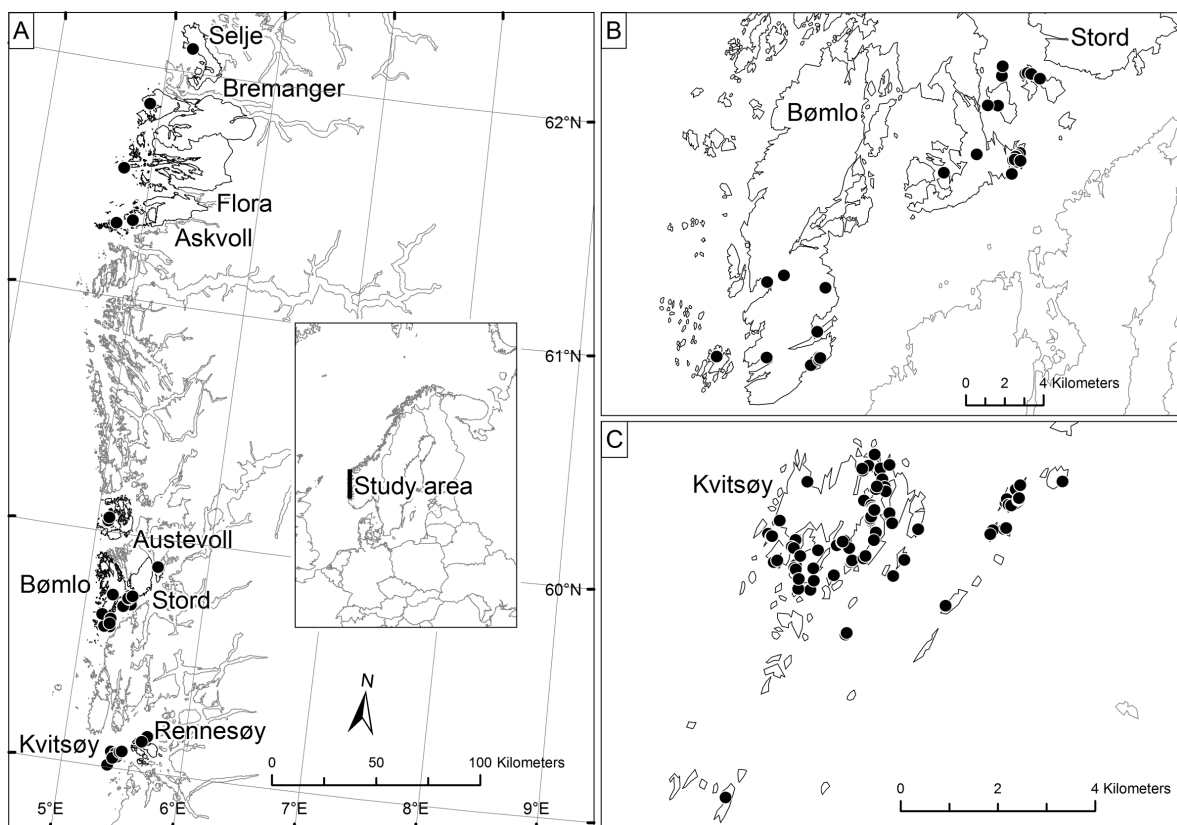 A
Selje
Bremanger
62°N
Flora
Askvoll
61°N
Study area
Austevoll
Bømlo
60°N
Stord
N
Rennesøy
Kvitsøy
0 50 100 Kilometers
5°E 6°E 7°E 8°E 9°E
B
Stord
Bømlo
0 2 4 Kilometers
C
Kvitsøy
0 2 4 Kilometers